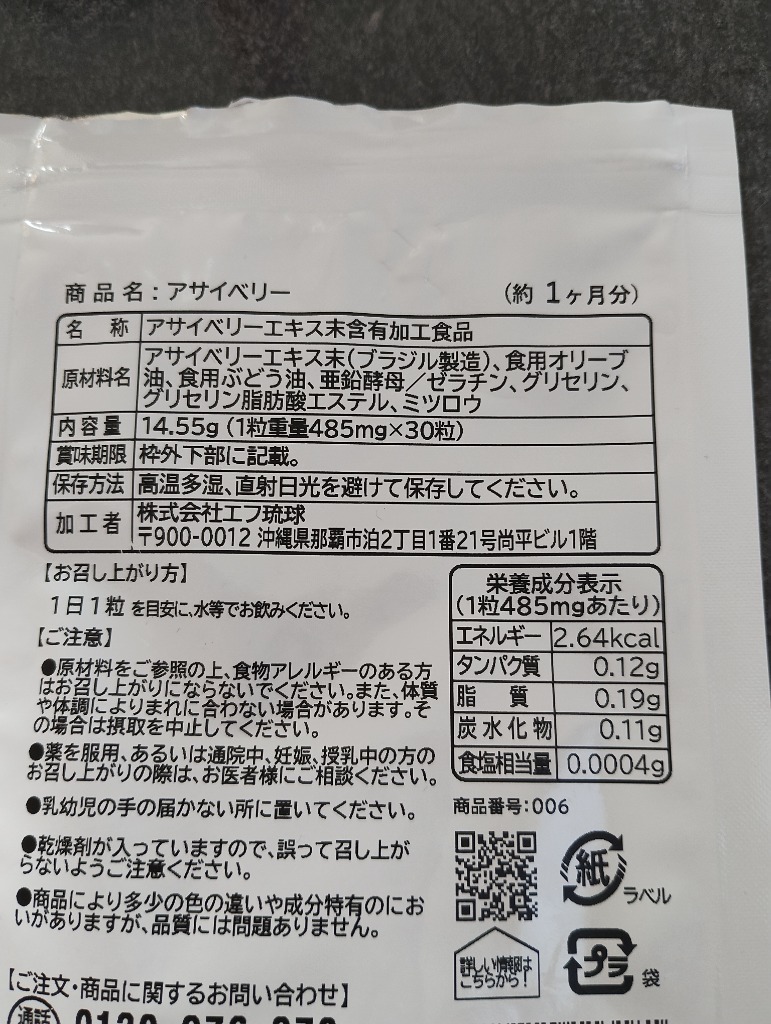 商品名：アサイベリー (約 1ヶ月分)
名 称 アサイベリーエキス末含有加工食品
原材料名 アサイベリーエキス末(ブラジル製造)、食用オリーブ
油、食用ぶどう油、亜鉛酵母／ゼラチン、グリセリン、
グリセリン脂肪酸エステル、ミツロウ
内容量 14.55g (1粒重量485mg×30粒)
賞味期限 枠外下部に記載。
保存方法 高温多湿、直射日光を避けて保存してください。
加工者 株式会社エフ琉球
〒900-0012 沖縄県那覇市泊2丁目1番21号尚平ビル1階
【お召し上がり方】
1日1粒 を目安に、水等でお飲みください。
【ご注意】
●原材料をご参照の上、食物アレルギーのある方
はお召し上がりにならないでください。また、体質
や体調によりまれに合わない場合があります。そ
の場合は摂取を中止してください。
●薬を服用、あるいは通院中、妊娠、授乳中の方の
お召し上がりの際は、お医者様にご相談ください。
●乳幼児の手の届かない所に置いてください。
●乾燥剤が入っていますので、誤って召し上が
らないようご注意ください。
●商品により多少の色の違いや成分特有のにお
いがありますが、品質には問題ありません。
栄養成分表示
(1粒485mgあたり)
エネルギー 2.64kcal
タンパク質 0.12g
脂 質 0.19g
炭水化物 0.11g
食塩相当量 0.0004g
商品番号：006
紙 ラベル
詳しい情報は
こちらから！
プラ 袋
【ご注文・商品に関するお問い合わせ】
通話